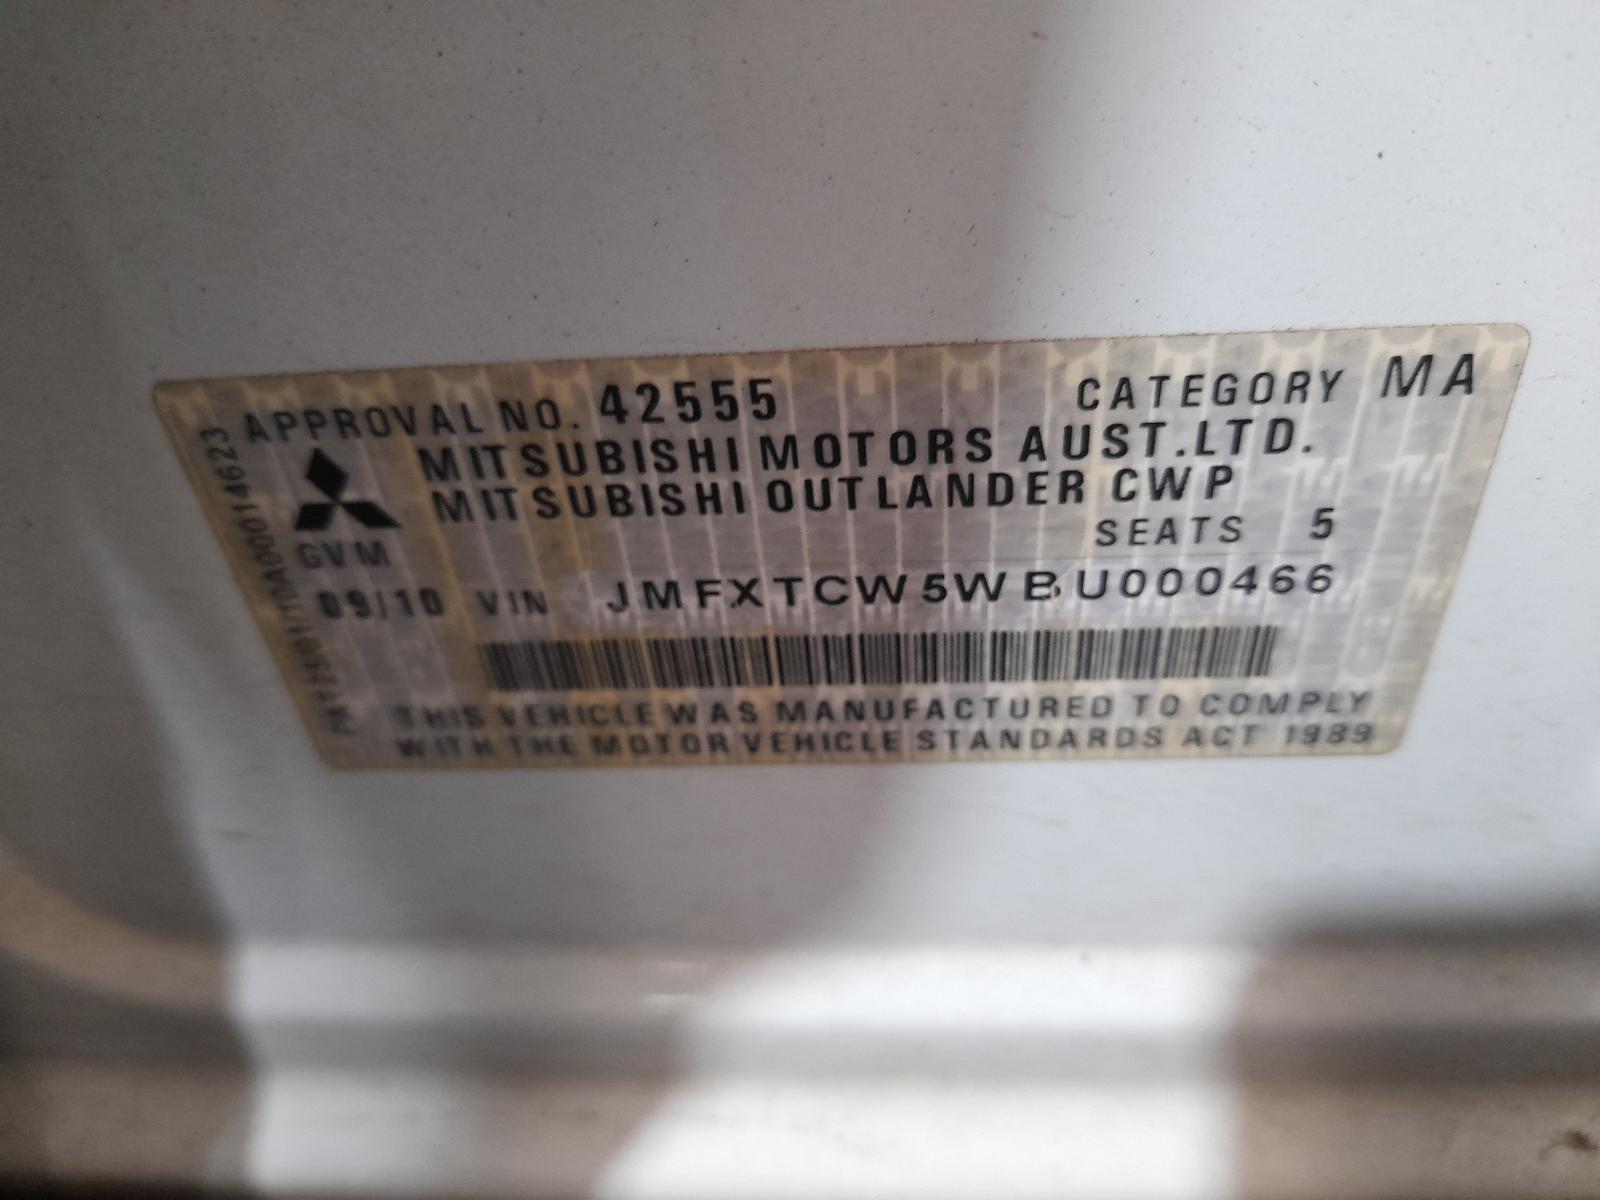 APPROVAL NO. 42555 CATEGORY MA
MITSUBISHI MOTORS AUST.LTD.
MITSUBISHI OUTLANDER CWP
GVM SEATS 5
09/10 VIN JMFXTCW5WBU000466
THIS VEHICLE WAS MANUFACTURED TO COMPLY
WITH THE MOTOR VEHICLE STANDARDS ACT 1989